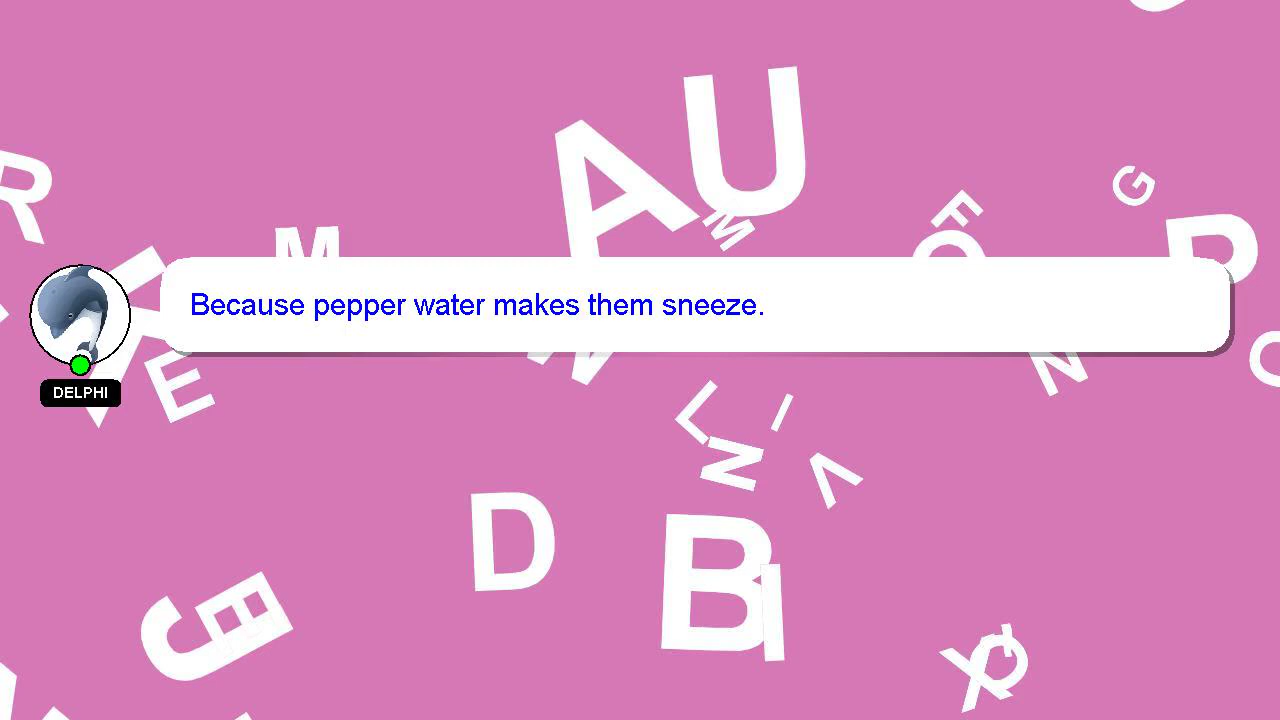 Because pepper water makes them sneeze.
DELPHI
R
A
U
M
M
F
G
E
N
L
I
N
V
D
B
I
J
E
X